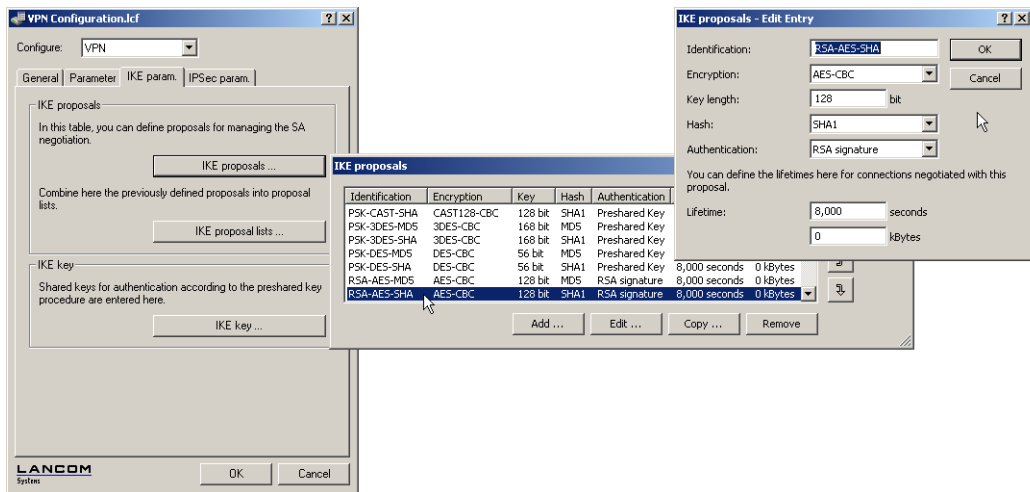 VPN Configuration.lcf
Configure: VPN
General Parameter IKE param. IPSec param.
IKE proposals
In this table, you can define proposals for managing the SA
negotiation.
IKE proposals ...
Combine here the previously defined proposals into proposal
lists.
IKE proposal lists ...
IKE key
Shared keys for authentication according to the preshared key
procedure are entered here.
IKE key ...
LANCOM
Systems
OK Cancel
IKE proposals
Identification Encryption Key Hash Authentication
PSK-CAST-SHA CAST128-CBC 128 bit SHA1 Preshared Key
PSK-3DES-MD5 3DES-CBC 168 bit MD5 Preshared Key
PSK-3DES-SHA 3DES-CBC 168 bit SHA1 Preshared Key
PSK-DES-MD5 DES-CBC 56 bit MD5 Preshared Key
PSK-DES-SHA DES-CBC 56 bit SHA1 Preshared Key 8,000 seconds 0 kBytes
RSA-AES-MD5 AES-CBC 128 bit MD5 RSA signature 8,000 seconds 0 kBytes
RSA-AES-SHA AES-CBC 128 bit SHA1 RSA signature 8,000 seconds 0 kBytes
Add ... Edit ... Copy ... Remove
IKE proposals - Edit Entry
Identification: RSA-AES-SHA OK
Encryption: AES-CBC Cancel
Key length: 128 bit
Hash: SHA1
Authentication: RSA signature
You can define the lifetimes here for connections negotiated with this
proposal.
Lifetime: 8,000 seconds
0 kBytes